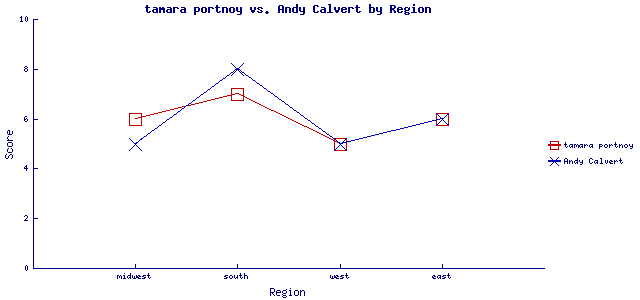 tamara portnoy vs. Andy Calvert by Region
10
8
6
4
2
0
Score
midwest south west east
Region
tamara portnoy
Andy Calvert